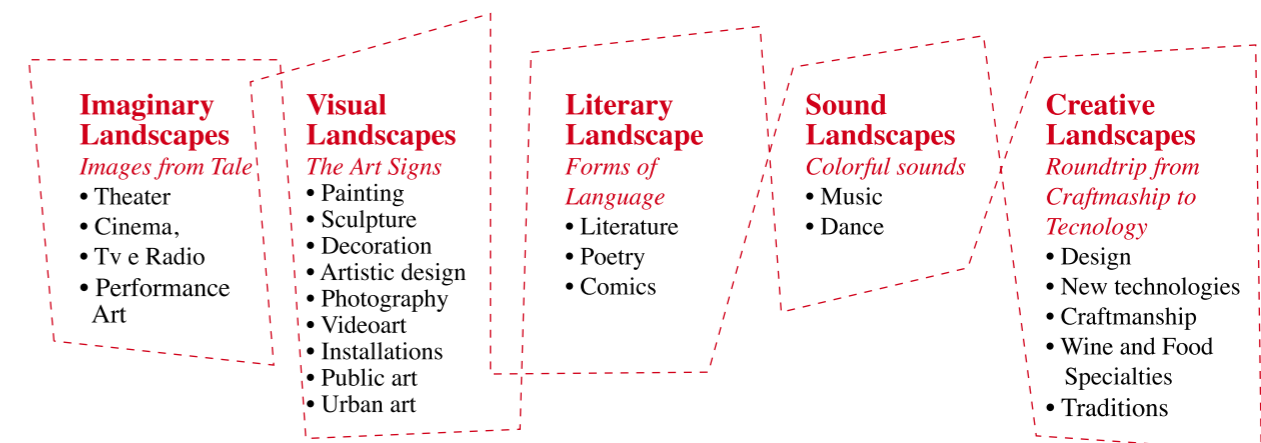 Imaginary
Landscapes
Images from Tale
• Theater
• Cinema,
• Tv e Radio
• Performance
Art
Visual
Landscapes
The Art Signs
• Painting
• Sculpture
• Decoration
• Artistic design
• Photography
• Videoart
• Installations
• Public art
• Urban art
Literary
Landscape
Forms of
Language
• Literature
• Poetry
• Comics
Sound
Landscapes
Colorful sounds
• Music
• Dance
Creative
Landscapes
Roundtrip from
Craftmaship to
Tecnology
• Design
• New technologies
• Craftmanship
• Wine and Food
Specialties
• Traditions